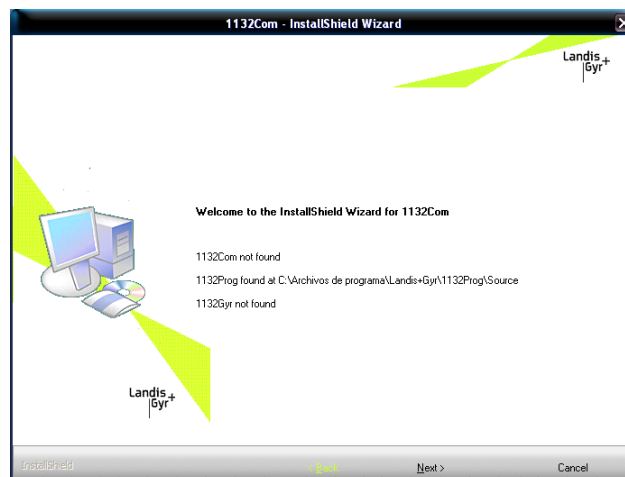 1132Com - InstallShield Wizard
Landis
Gyr+
Welcome to the InstallShield Wizard for 1132Com
1132Com not found
1132Prog found at C:\Archivos de programa\Landis+Gyr\1132Prog\Source
1132Gyr not found
Landis
Gyr+
InstallShield
< Back
Next >
Cancel